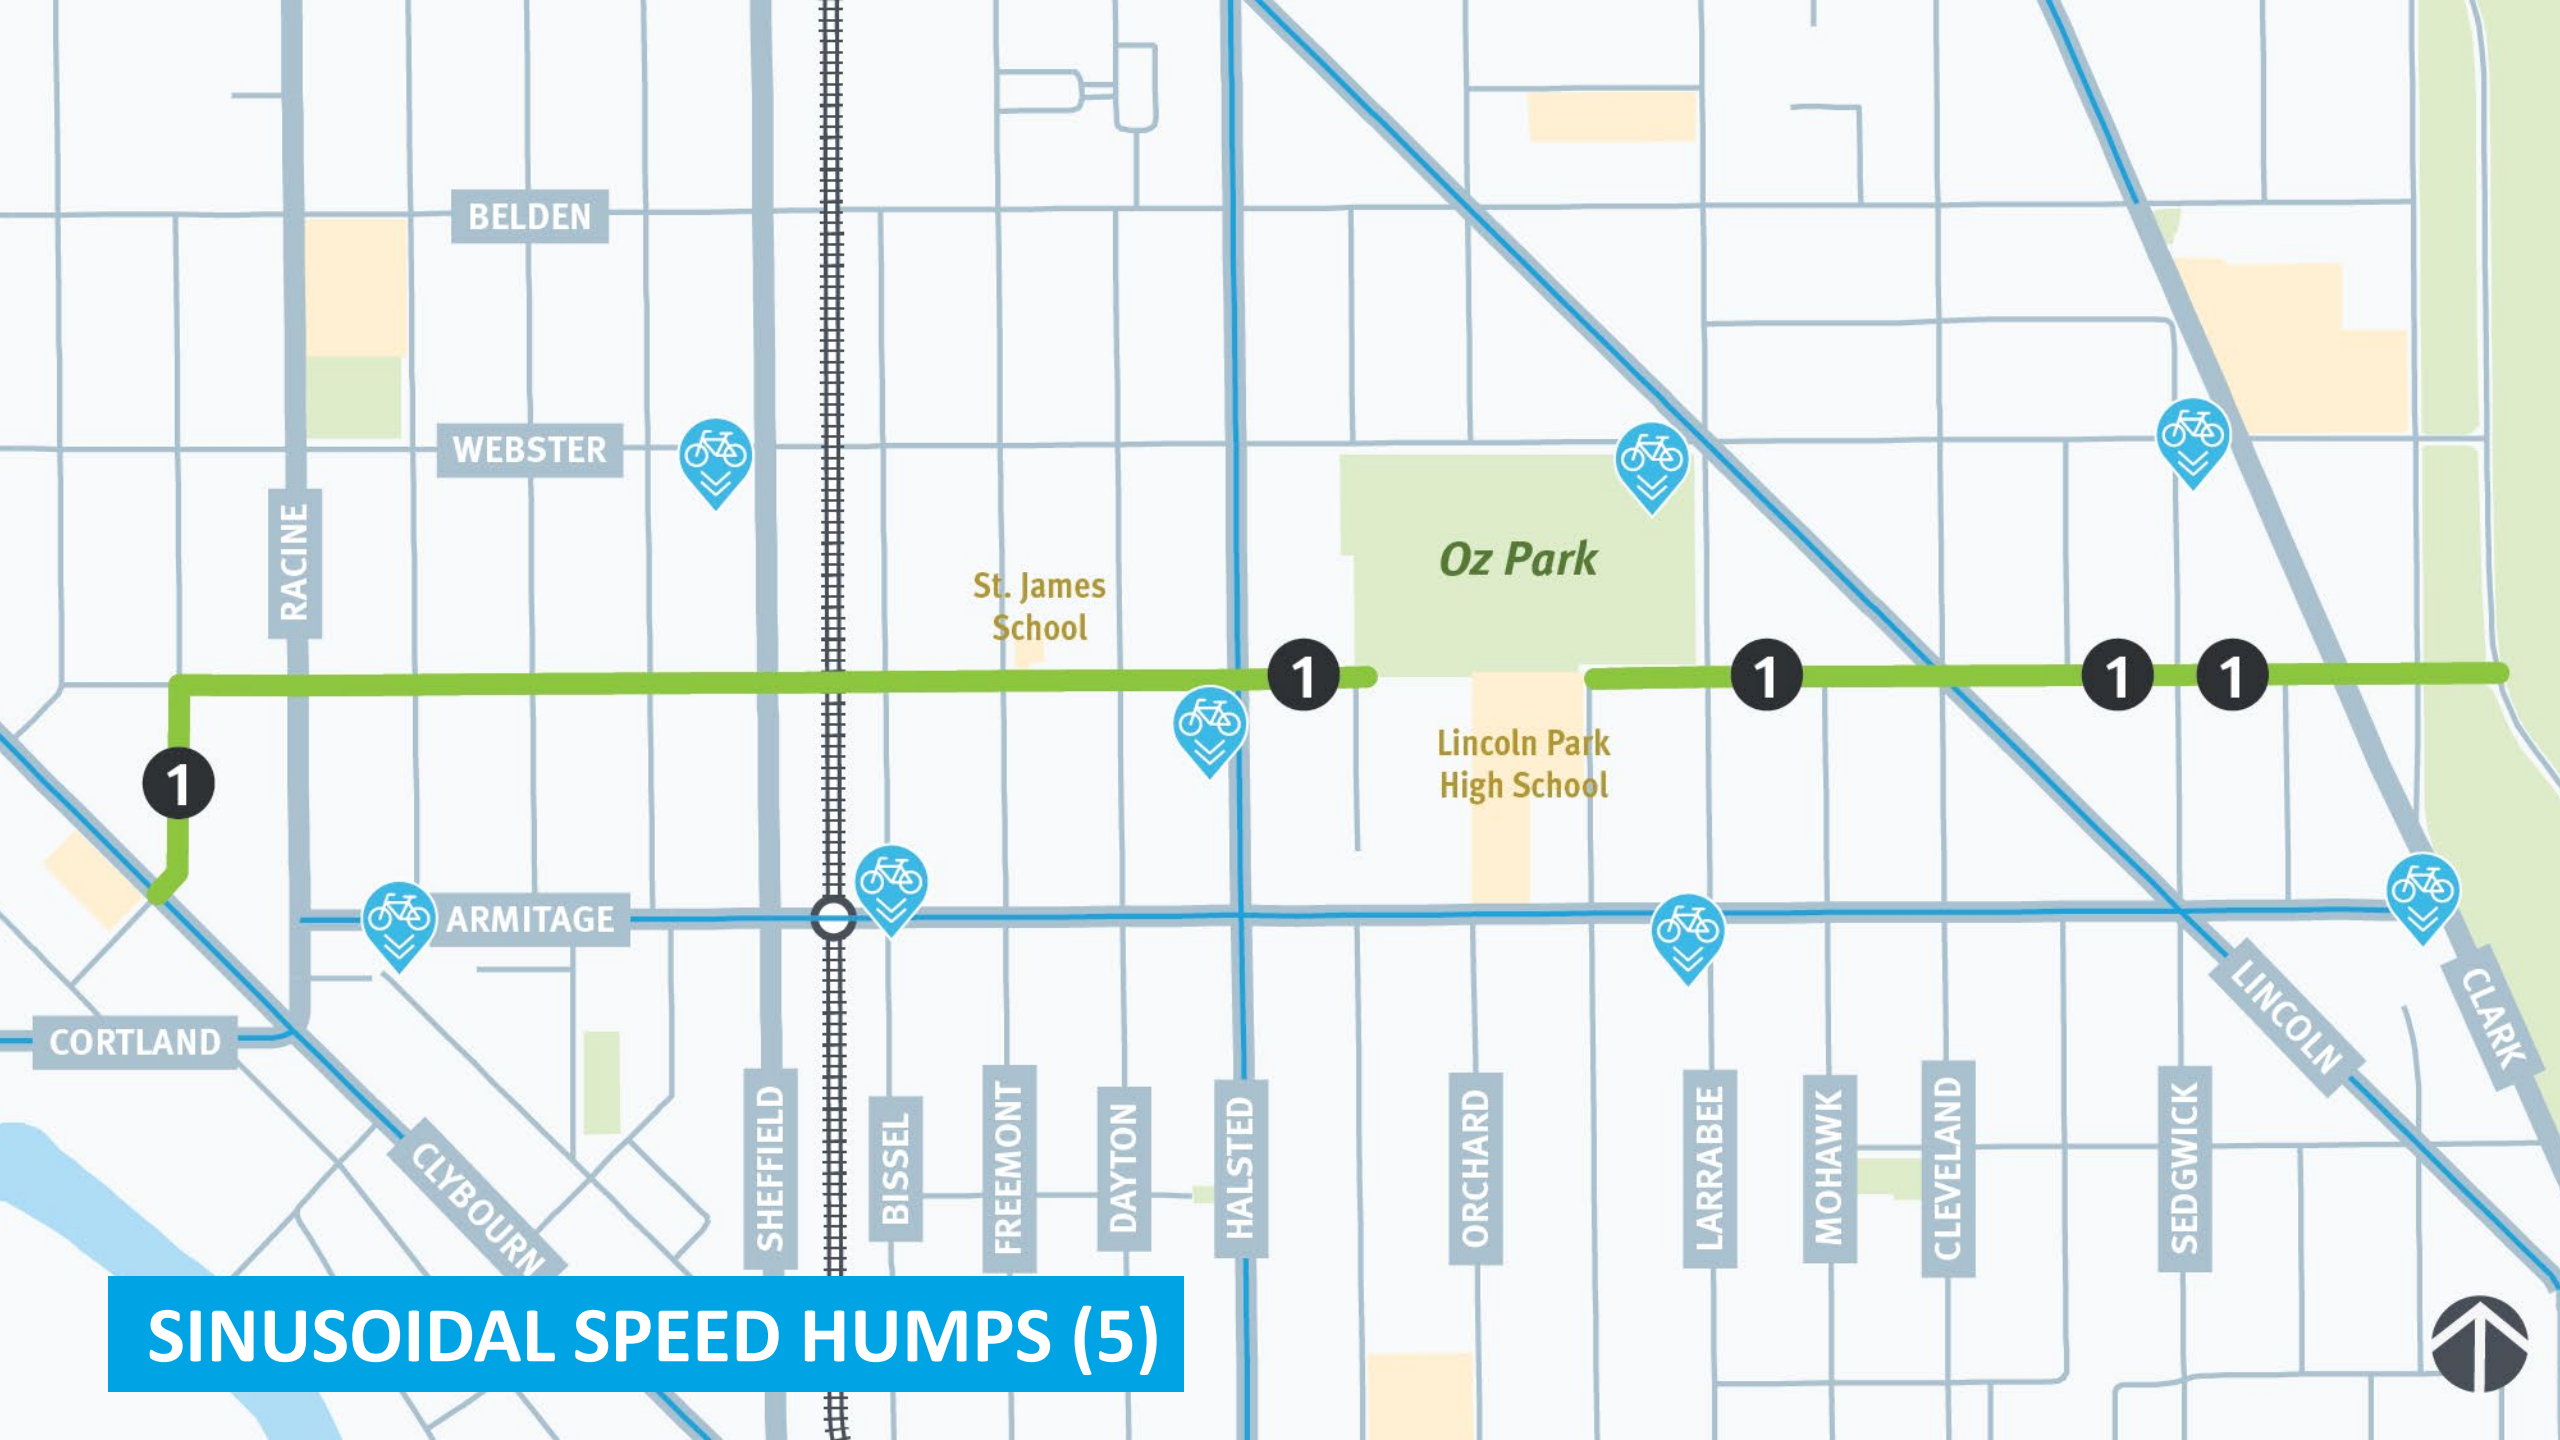 BELDEN
WEBSTER
RACINE
Oz Park
St. James
School
1
1
1
1
1
Lincoln Park
High School
ARMITAGE
CORTLAND
CLYBOURN
SHEFFIELD
BISSEL
FREEMONT
DAYTON
HALSTED
ORCHARD
LARRABEE
MOHAWK
CLEVELAND
SEDGWICK
LINCOLN
CLARK
SINUSOIDAL SPEED HUMPS (5)